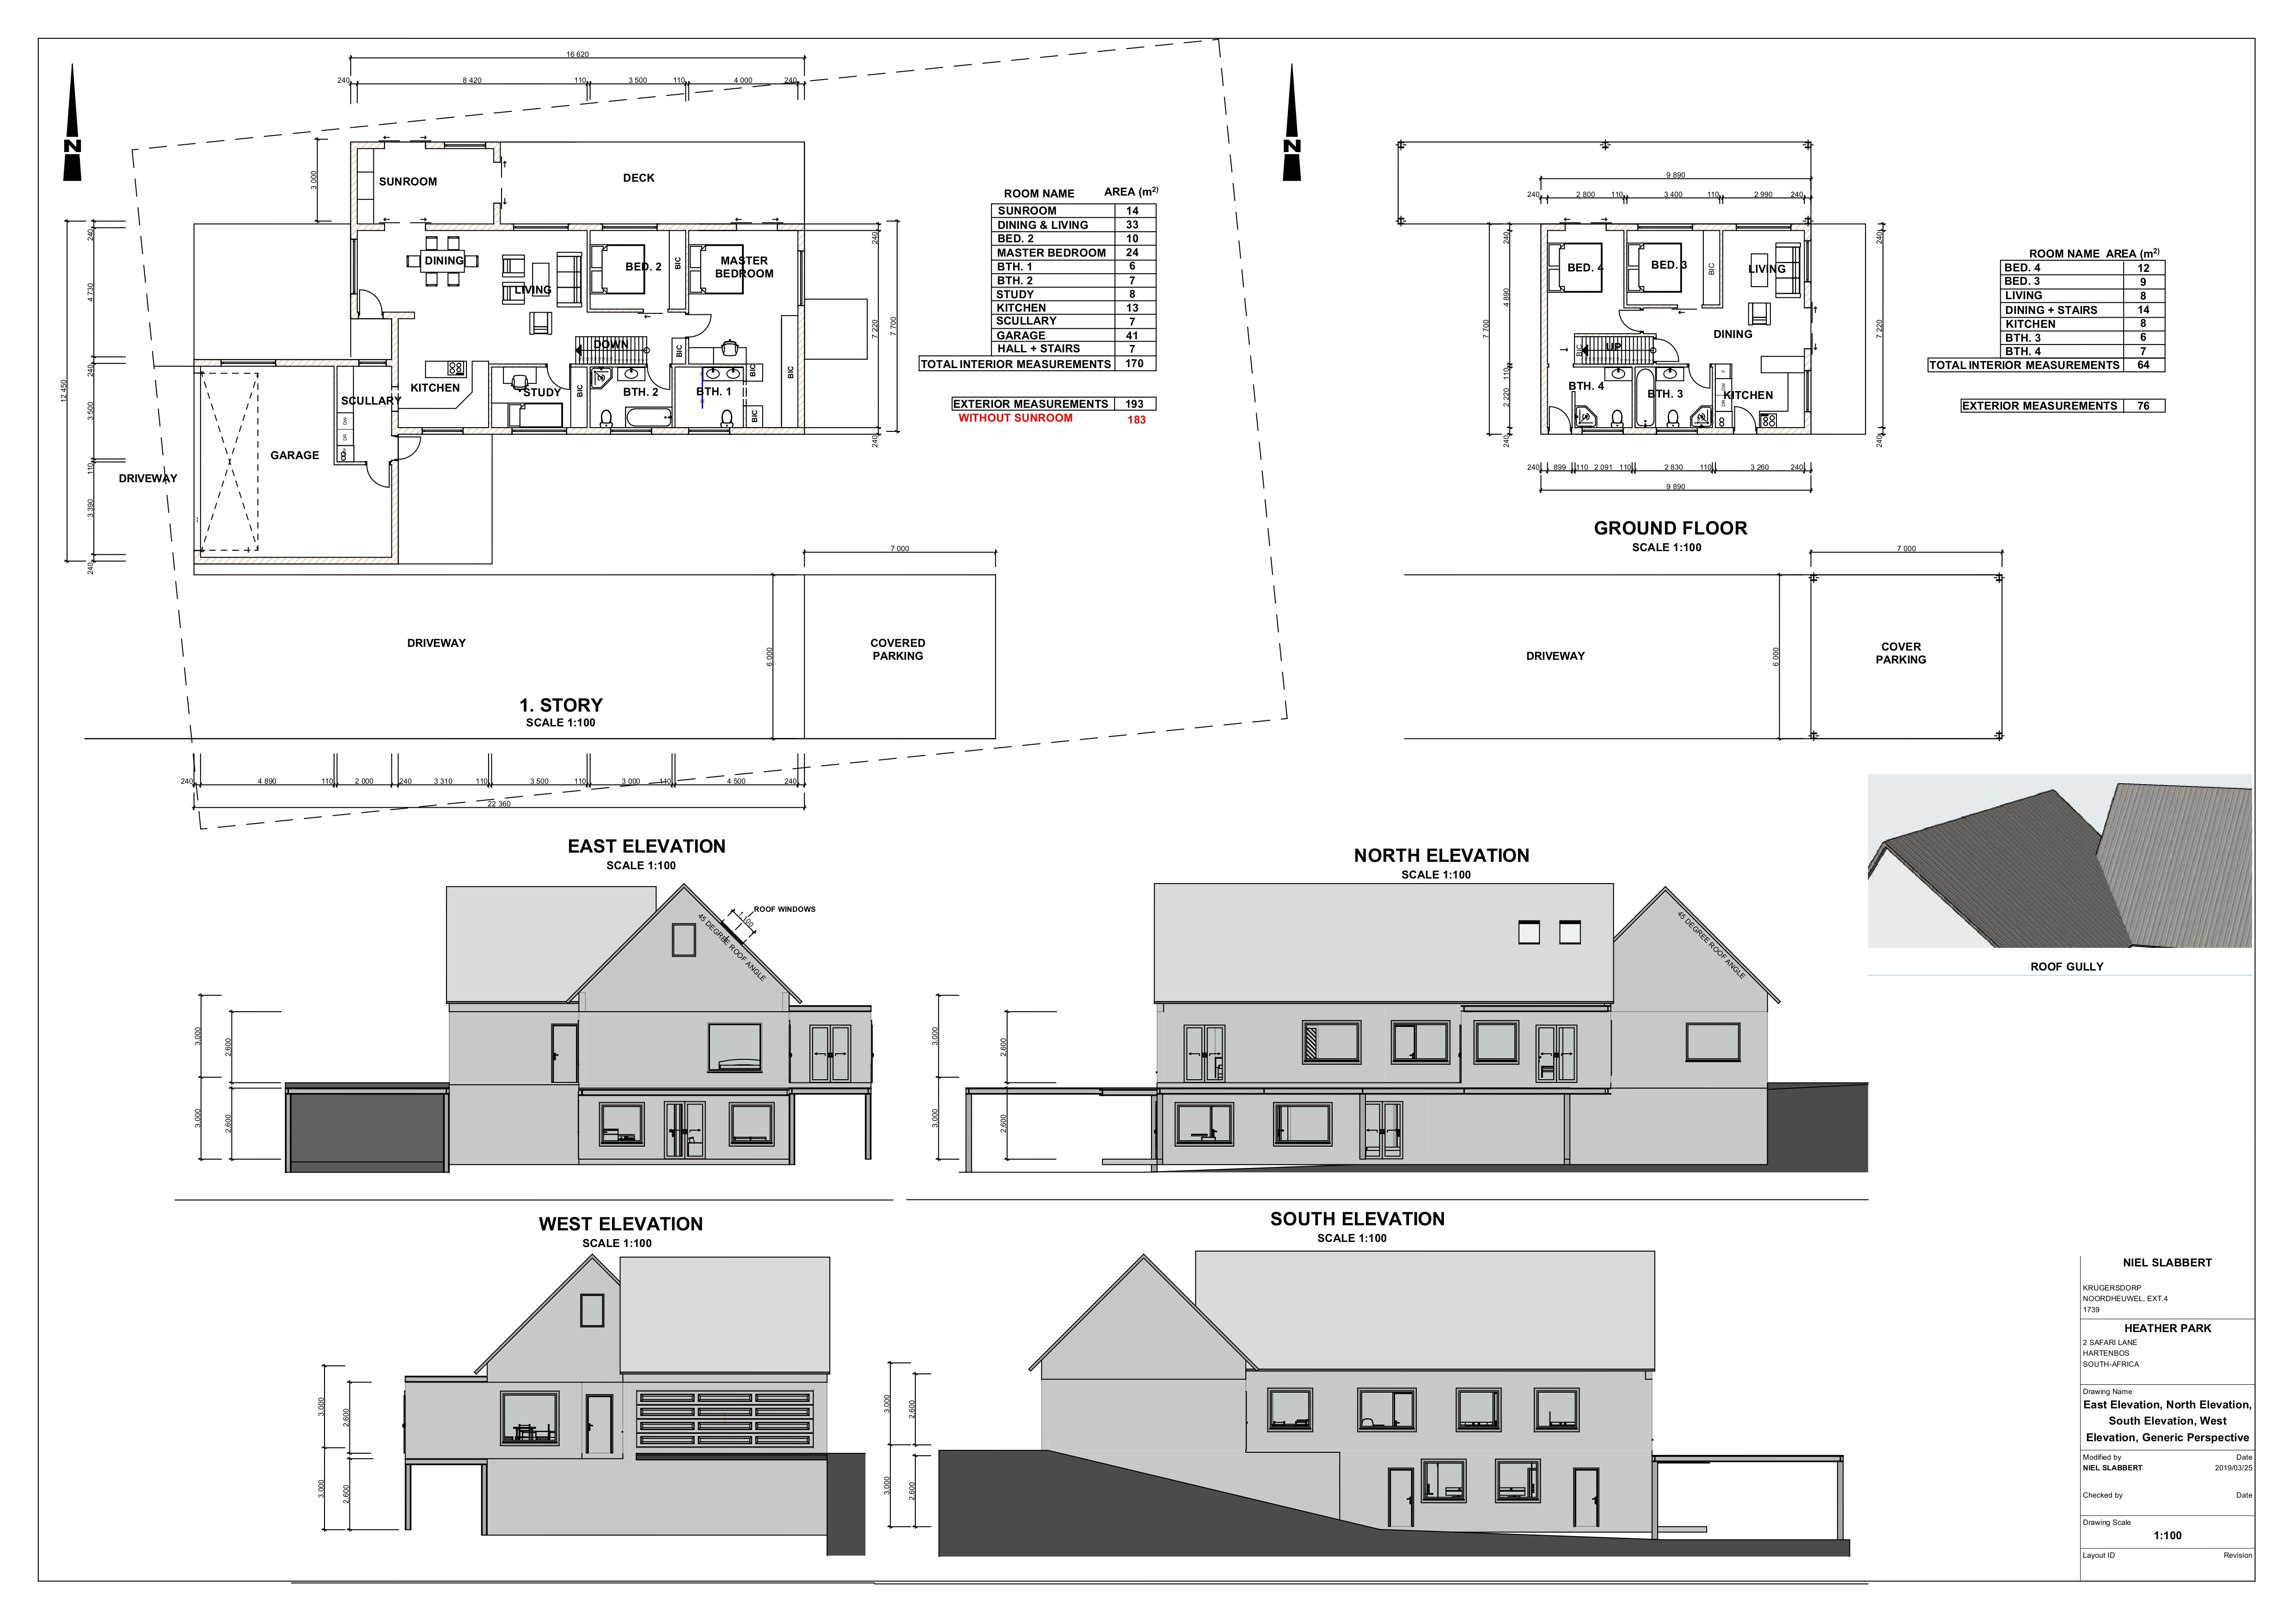 16 620
240 8 420 110 3 500 110 4 000 240
N
3 000
SUNROOM
DECK
DINING
LIVING
BED. 2
BIC
MASTER
BEDROOM
DOWN
BIC
KITCHEN
STUDY
BIC
BTH. 2
BTH. 1
BIC
BIC
BIC
SCULLARY
DW
DR
GARAGE
DRIVEWAY
240
4 730
240
3 500
110
3 390
240
12 450
240
7 220
7 700
240
ROOM NAME AREA (m²)
SUNROOM 14
DINING & LIVING 33
BED. 2 10
MASTER BEDROOM 24
BTH. 1 6
BTH. 2 7
STUDY 8
KITCHEN 13
SCULLARY 7
GARAGE 41
HALL + STAIRS 7
TOTAL INTERIOR MEASUREMENTS 170
EXTERIOR MEASUREMENTS 193
WITHOUT SUNROOM 183
7 000
6 000
DRIVEWAY
COVERED
PARKING
1. STORY
SCALE 1:100
240 4 890 110 2 000 240 3 310 110 3 500 110 3 000 110 4 500 240
22 360
N
9 890
240 2 800 110 3 400 110 2 990 240
BED. 4
BED. 3
BIC
LIVING
DINING
UP
BIC
BTH. 4
BTH. 3
KITCHEN
F
DW
DR
240
4 890
110
2 220
240
7 700
240
7 220
240
240 899 110 2 091 110 2 830 110 3 260 240
9 890
GROUND FLOOR
SCALE 1:100
ROOM NAME AREA (m²)
BED. 4 12
BED. 3 9
LIVING 8
DINING + STAIRS 14
KITCHEN 8
BTH. 3 6
BTH. 4 7
TOTAL INTERIOR MEASUREMENTS 64
EXTERIOR MEASUREMENTS 76
7 000
6 000
DRIVEWAY
COVER
PARKING
ROOF GULLY
EAST ELEVATION
SCALE 1:100
ROOF WINDOWS
1,100
45 DEGREE ROOF ANGLE
3,000
2,600
3,000
2,600
NORTH ELEVATION
SCALE 1:100
45 DEGREE ROOF ANGLE
3,000
2,600
3,000
2,600
WEST ELEVATION
SCALE 1:100
3,000
2,600
3,000
2,600
SOUTH ELEVATION
SCALE 1:100
3,000
2,600
3,000
2,600
NIEL SLABBERT
KRUGERSDORP
NOORDHEUWEL, EXT.4
1739
HEATHER PARK
2 SAFARI LANE
HARTENBOS
SOUTH-AFRICA
Drawing Name
East Elevation, North Elevation,
South Elevation, West
Elevation, Generic Perspective
Modified by Date
NIEL SLABBERT 2019/03/25
Checked by Date
Drawing Scale
1:100
Layout ID Revision